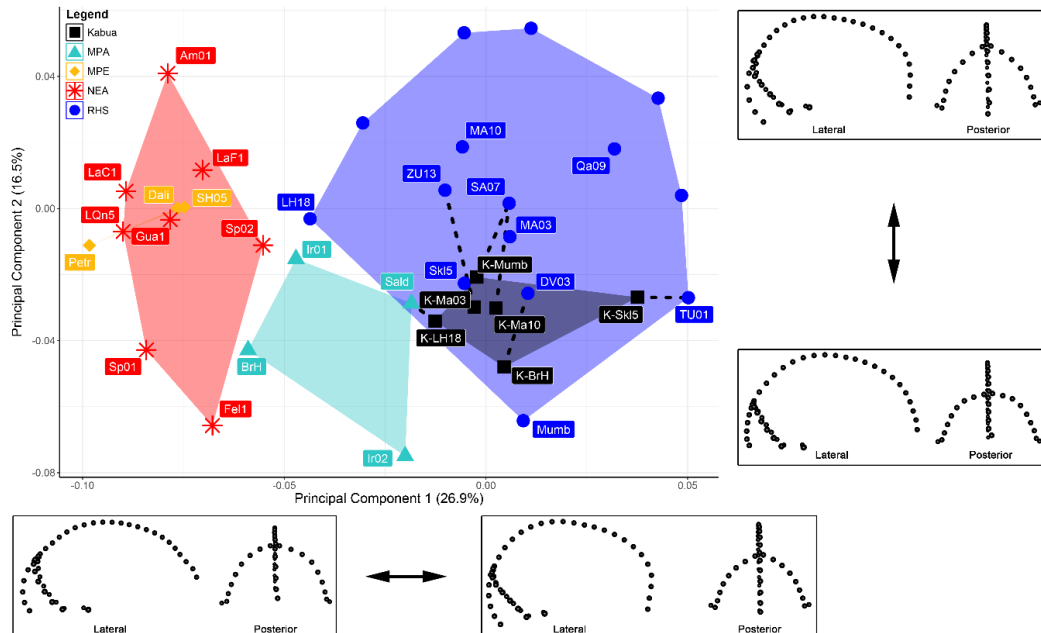 Legend
Kabua
MPA
MPE
NEA
RHS
Principal Component 2 (16.5%)
0.04
0.00
-0.04
-0.08
Am01
LaF1
LaC1
Dali
SH05
LQn5
Gua1
Sp02
Petr
Sp01
Fel1
BrH
Ir01
Ir02
Sald
LH18
ZU13
MA10
SA07
Qa09
MA03
Skl5
K-Mumb
DV03
K-Ma03
K-Ma10
K-Skl5
K-LH18
TU01
K-BrH
Mumb
-0.10
-0.05
0.00
0.05
Principal Component 1 (26.9%)
Lateral Posterior
Lateral Posterior
Lateral Posterior
Lateral Posterior